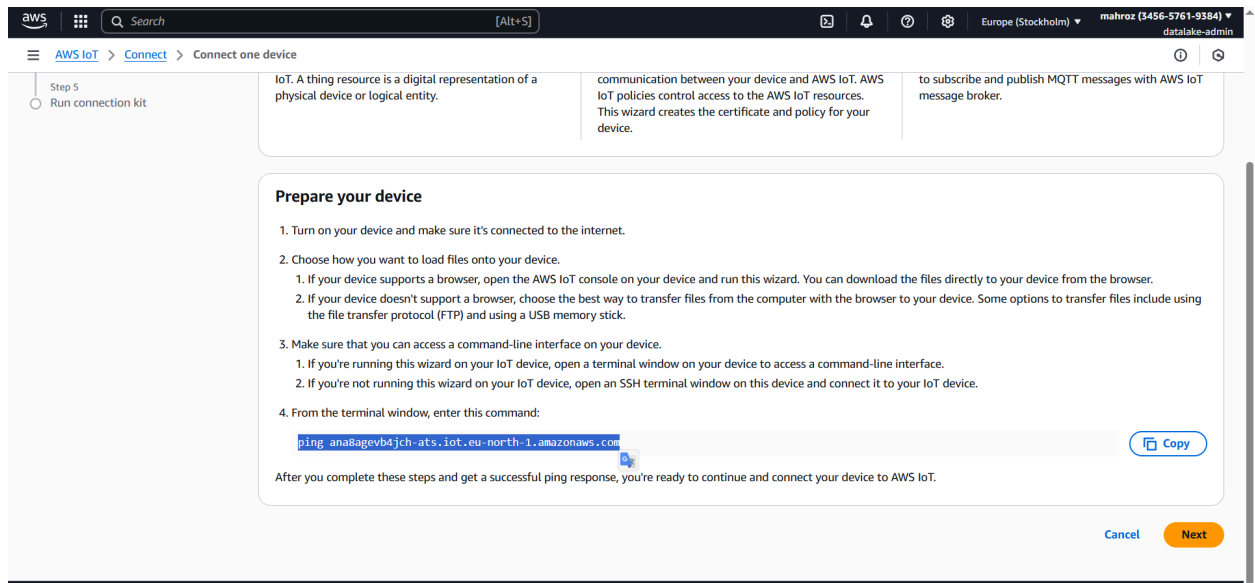 aws
Search
[Alt+S]
Europe (Stockholm) ▼
mahroz (3456-5761-9384) ▼
datalake-admin
AWS IoT > Connect > Connect one device
Step 5
Run connection kit
IoT. A thing resource is a digital representation of a
physical device or logical entity.
communication between your device and AWS IoT. AWS
IoT policies control access to the AWS IoT resources.
This wizard creates the certificate and policy for your
device.
to subscribe and publish MQTT messages with AWS IoT
message broker.
Prepare your device
1. Turn on your device and make sure it's connected to the internet.
2. Choose how you want to load files onto your device.
1. If your device supports a browser, open the AWS IoT console on your device and run this wizard. You can download the files directly to your device from the browser.
2. If your device doesn't support a browser, choose the best way to transfer files from the computer with the browser to your device. Some options to transfer files include using
the file transfer protocol (FTP) and using a USB memory stick.
3. Make sure that you can access a command-line interface on your device.
1. If you're running this wizard on your IoT device, open a terminal window on your device to access a command-line interface.
2. If you're not running this wizard on your IoT device, open an SSH terminal window on this device and connect it to your IoT device.
4. From the terminal window, enter this command:
ping ana8agevb4jch-ats.iot.eu-north-1.amazonaws.com
Copy
After you complete these steps and get a successful ping response, you're ready to continue and connect your device to AWS IoT.
Cancel
Next